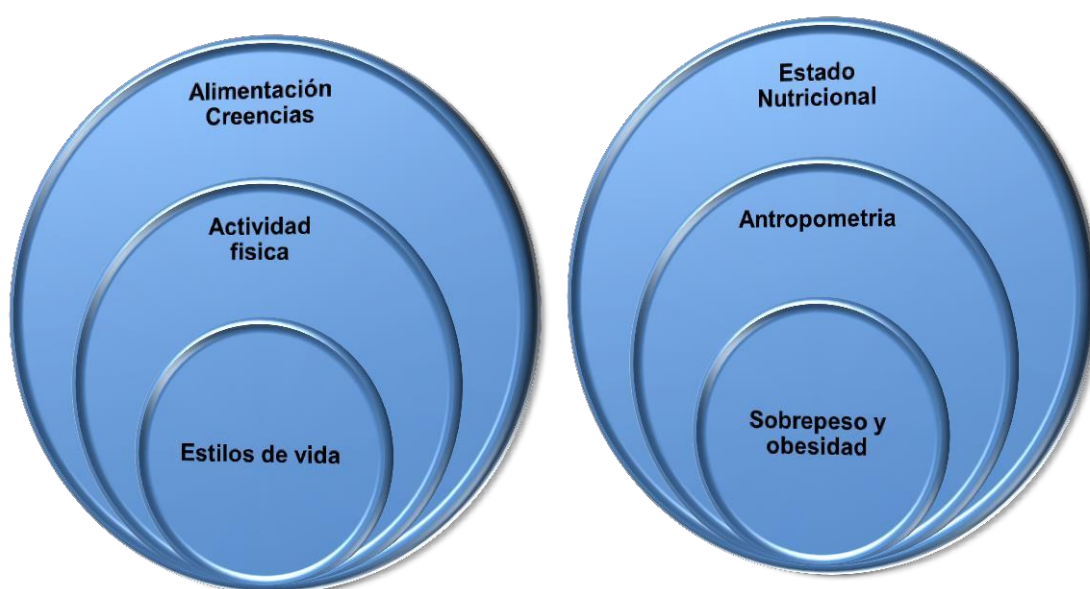 Alimentación
Creencias
Actividad
fisica
Estilos de vida
Estado
Nutricional
Antropometria
Sobrepeso y
obesidad